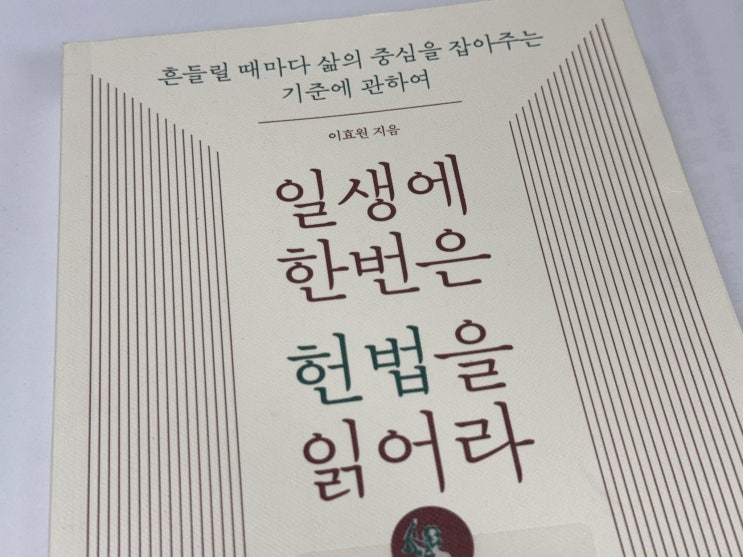 흔들릴 때마다 삶의 중심을 잡아주는
기준에 관하여
이효원 지음
일생에
한번은
헌법을
읽어라